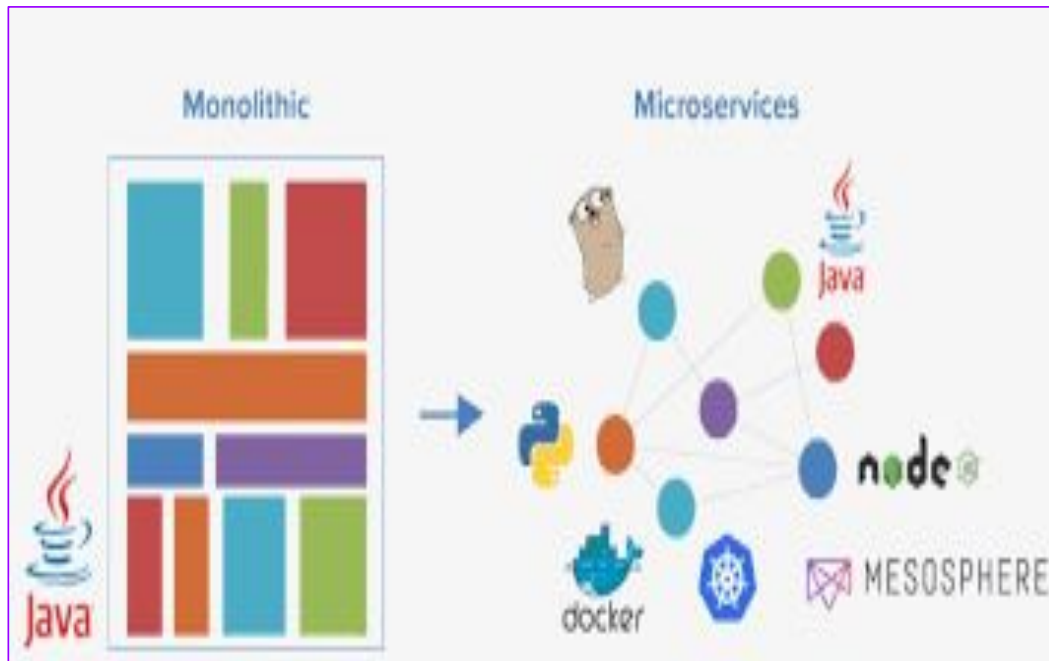 Monolithic
Microservices
Java
node
MESOSPHERE
docker
Java